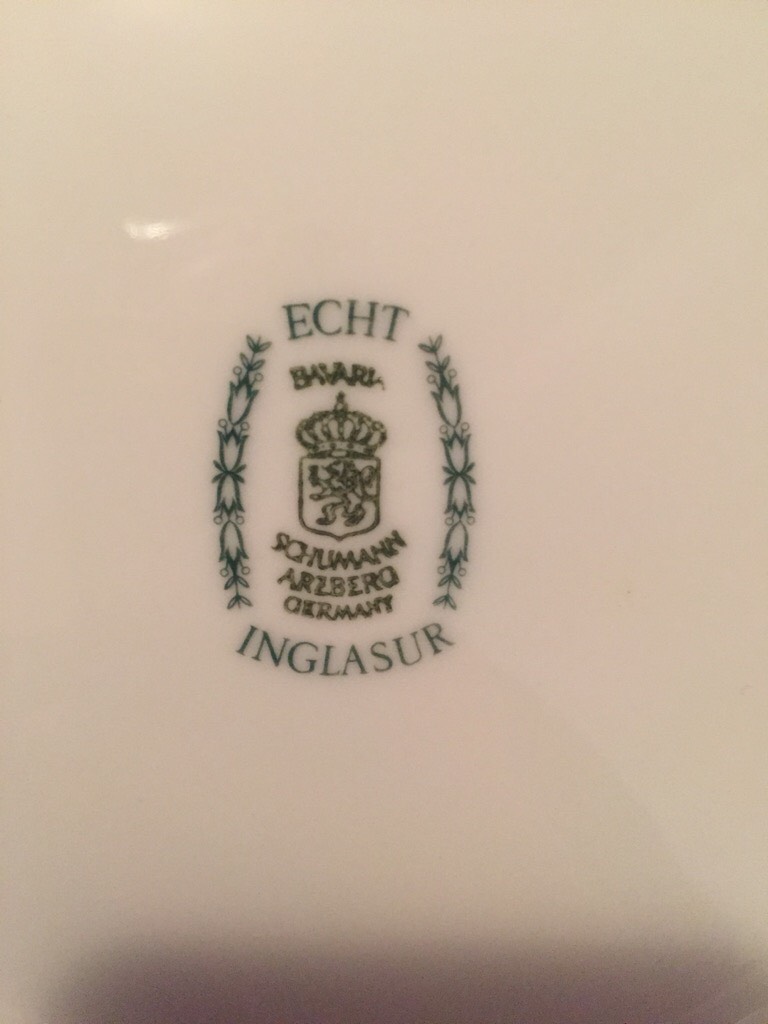 ECHT
BAVARIA
SCHUMANN
ARZBERG
GERMANY
INGLASUR